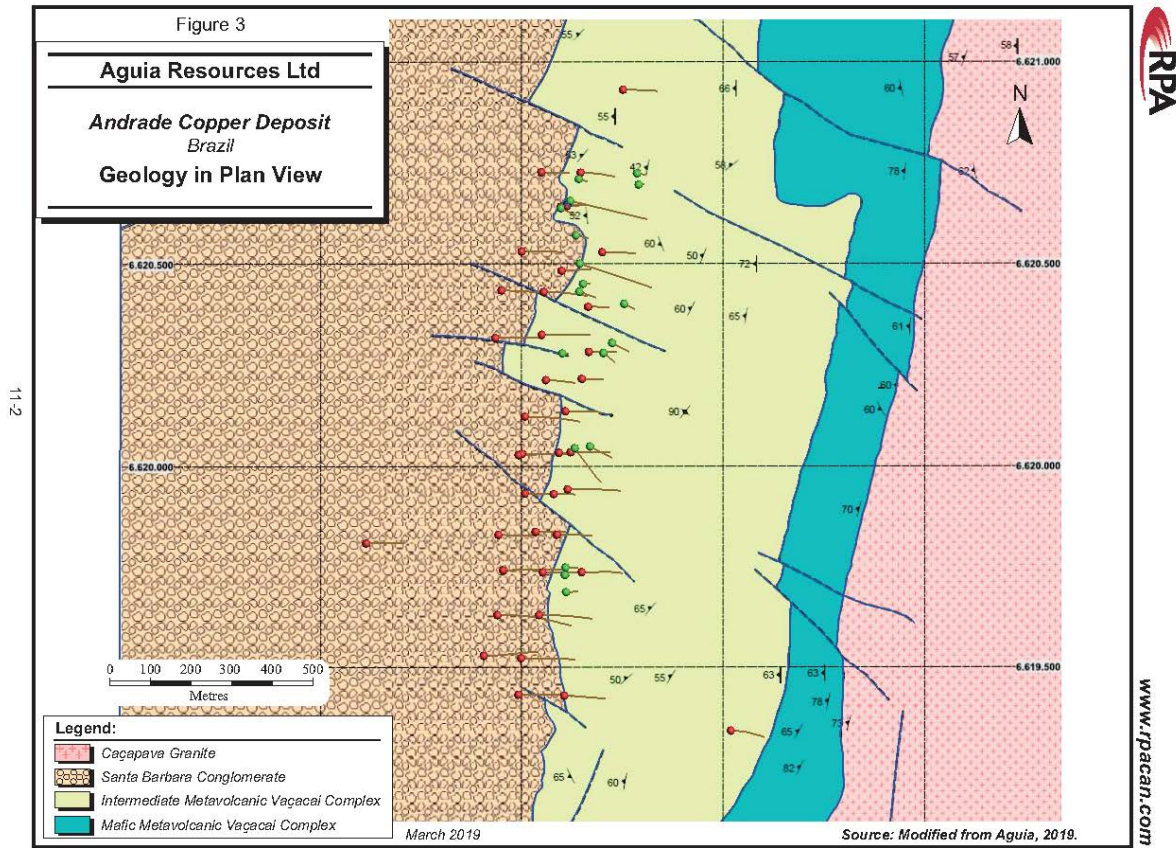 Figure 3
Aguia Resources Ltd
Andrade Copper Deposit
Brazil
Geology in Plan View
RPA
N
6.621.000
6.620.500
6.620.500
6.620.000
6.620.000
6.619.500
55
57
58
66
60
55
53
42
58
78
62
52
60
50
72
60
65
61
60
90
60
70
65
50
55
63
63
78
65
73
82
65
60
0 100 200 300 400 500
Metres
Legend:
Caçapava Granite
Santa Barbara Conglomerate
Intermediate Metavolcanic Vaçacai Complex
Mafic Metavolcanic Vaçacai Complex
March 2019
Source: Modified from Aguia, 2019.
11-2
www.rpacan.com